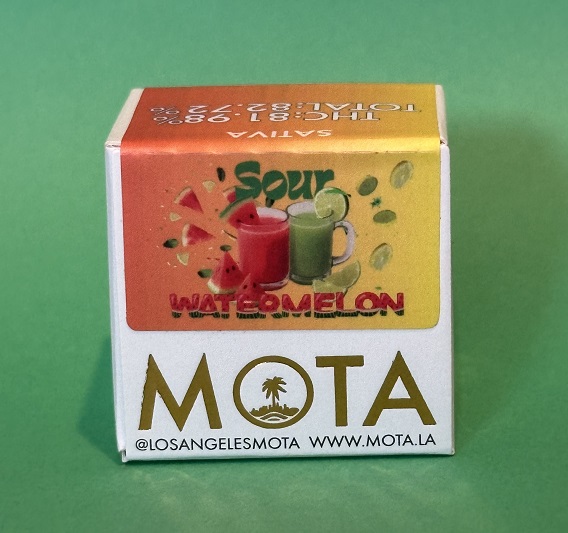 SATIVA
THC:81.98%
TOTAL:82.72%
Sour
WATERMELON
MOTA
@LOSANGELESMOTA WWW.MOTA.LA